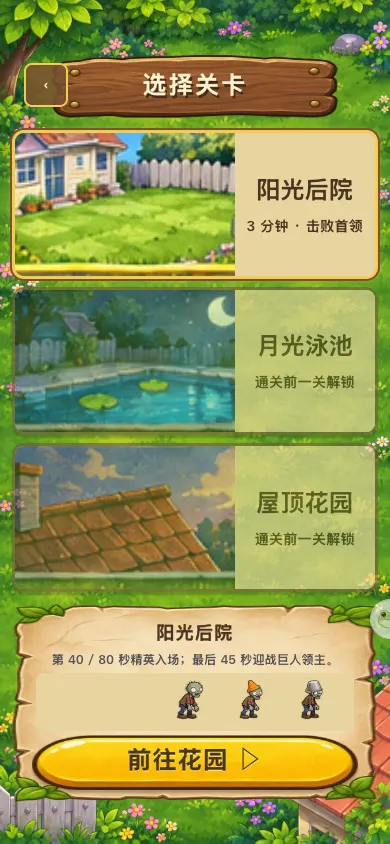 ‹
选择关卡
阳光后院
3 分钟 · 击败首领
月光泳池
通关前一关解锁
屋顶花园
通关前一关解锁
阳光后院
第 40 / 80 秒精英入场；最后 45 秒迎战巨人领主。
前往花园 ▷